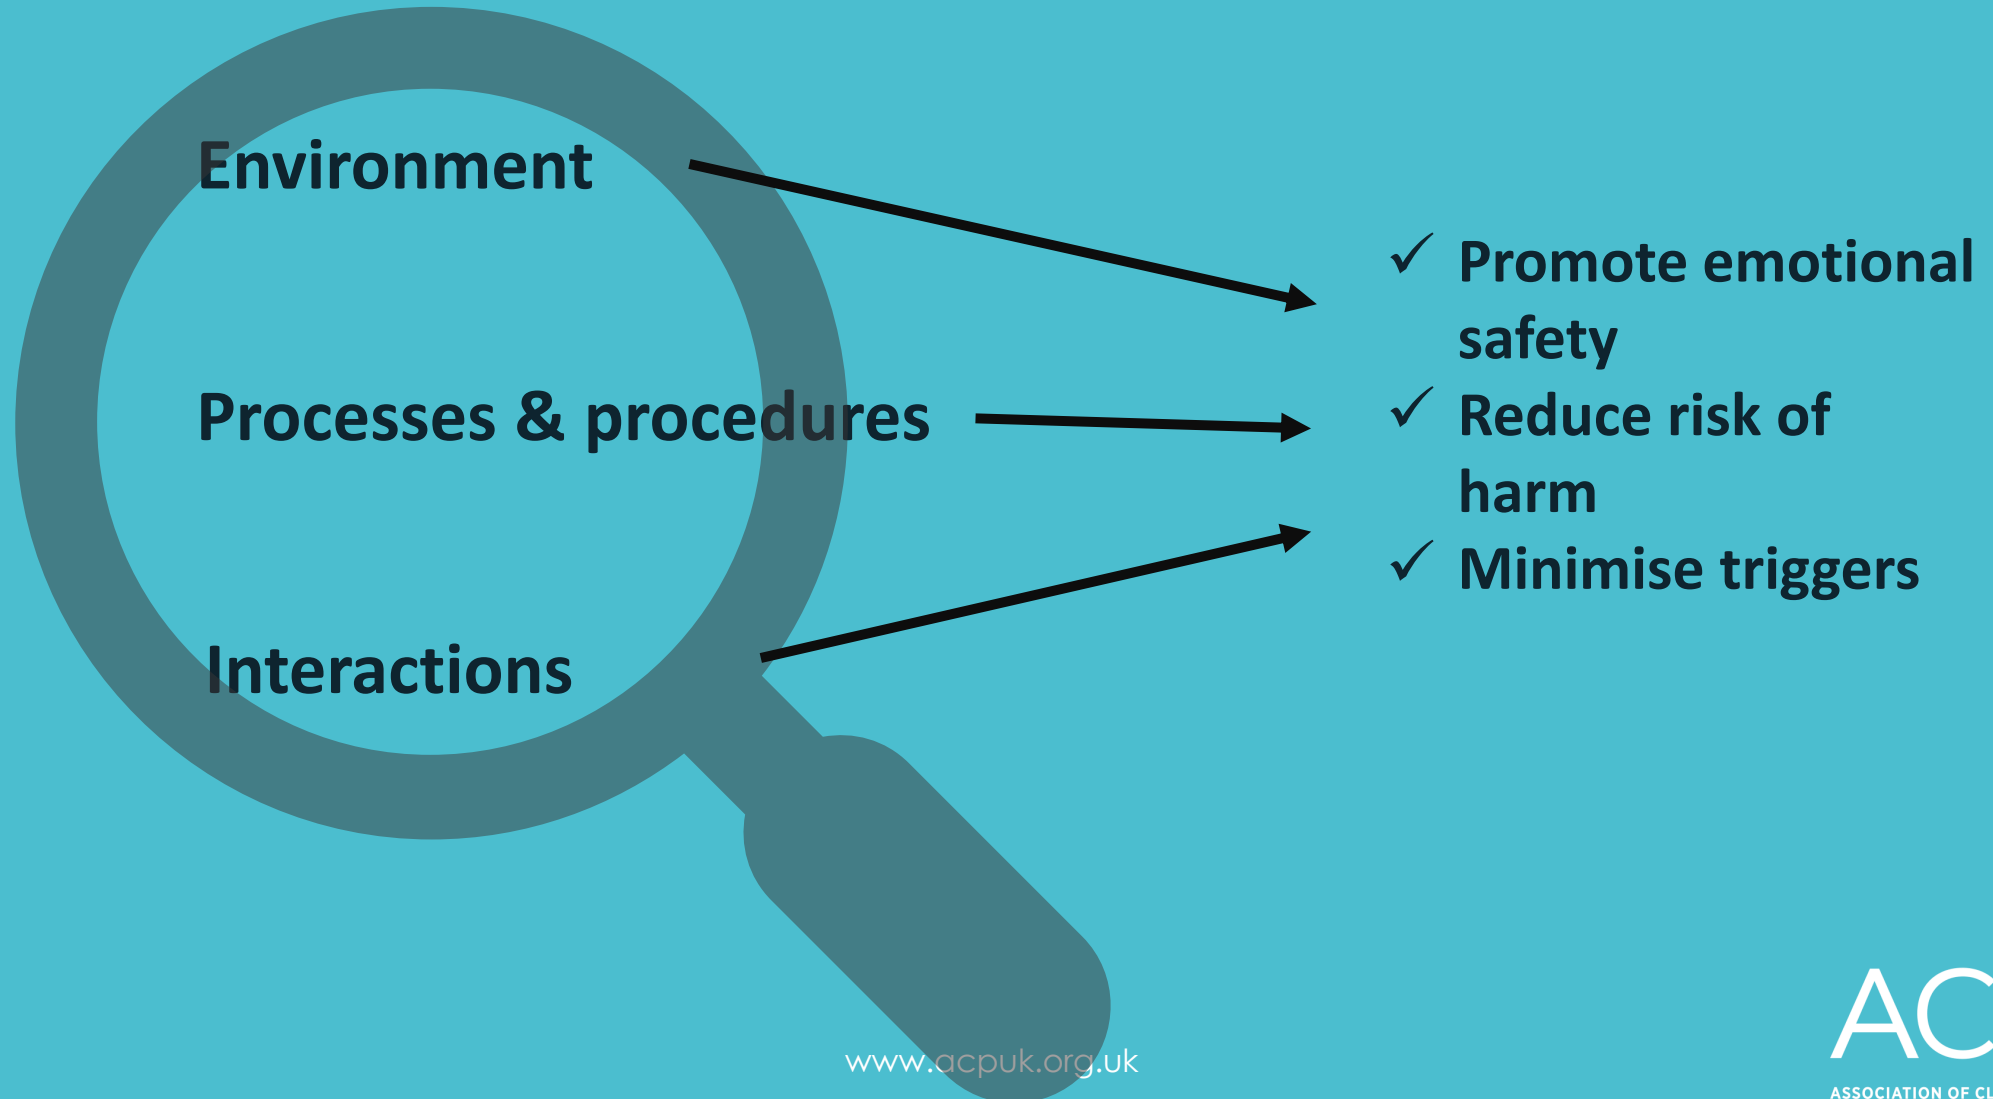 Environment
Processes & procedures
Interactions
✓ Promote emotional
safety
✓ Reduce risk of
harm
✓ Minimise triggers
www.acpuk.org.uk
AC
ASSOCIATION OF CL